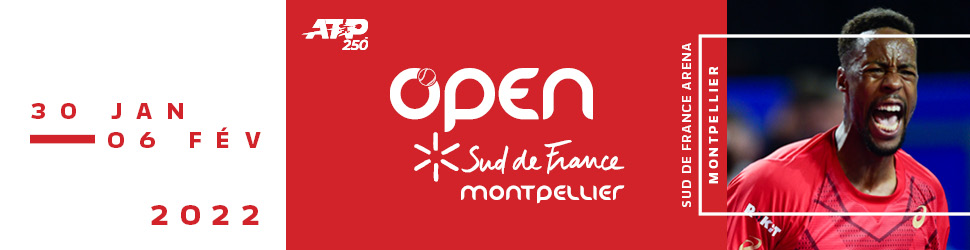 30 JAN
06 FÉV
2022
ATP
250
OPEN
Sud de France
MONTPELLIER
SUD DE FRANCE ARENA
MONTPELLIER